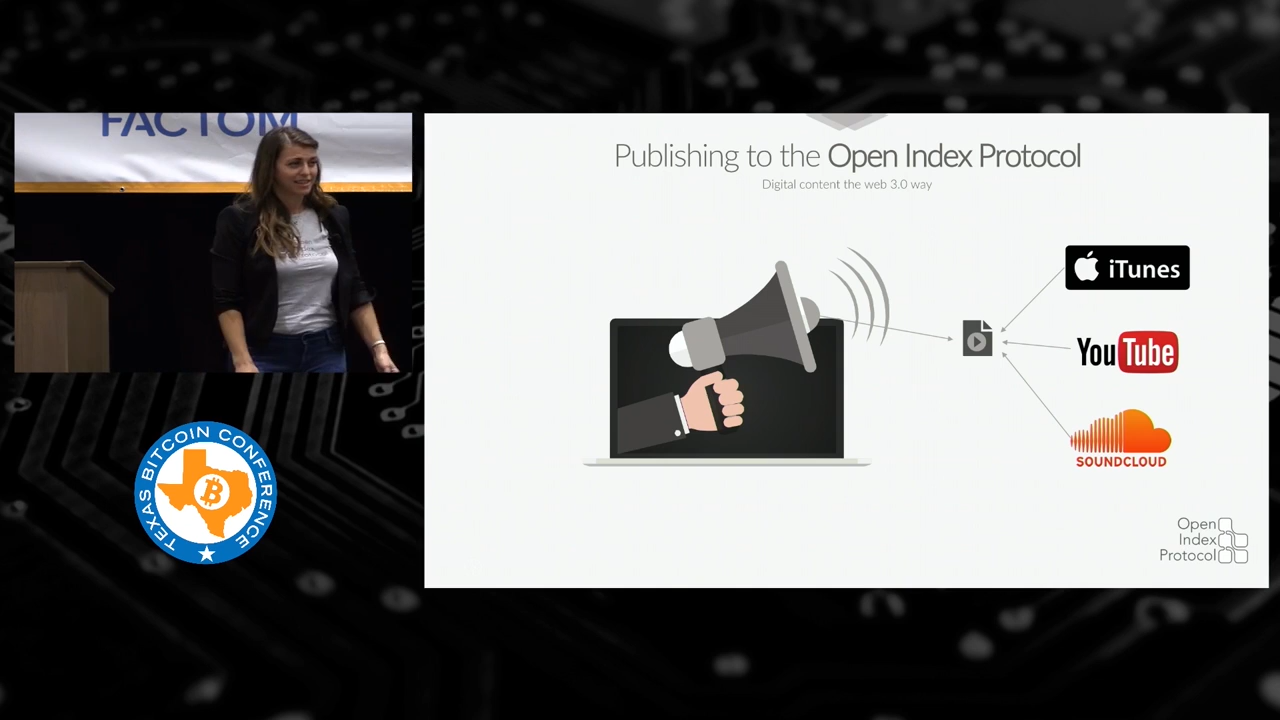 FACTOM
Publishing to the Open Index Protocol
Digital content the web 3.0 way
iTunes
YouTube
SOUNDCLOUD
TEXAS BITCOIN CONFERENCE
Open
Index
Protocol